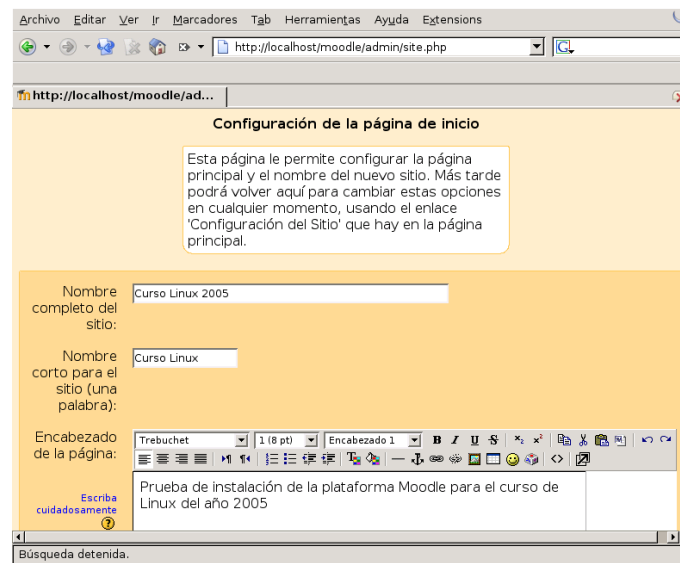 Archivo Editar Ver Ir Marcadores Tab Herramientas Ayuda Extensions
http://localhost/moodle/admin/site.php
G
http://localhost/moodle/ad...
Configuración de la página de inicio
Esta página le permite configurar la página
principal y el nombre del nuevo sitio. Más tarde
podrá volver aquí para cambiar estas opciones
en cualquier momento, usando el enlace
'Configuración del Sitio' que hay en la página
principal.
Nombre
completo del
sitio:
Curso Linux 2005
Nombre
corto para el
sitio (una
palabra):
Curso Linux
Encabezado
de la página:
Trebuchet 1 (8 pt) Encabezado 1 B I U S x₂ x²
Escriba
cuidadosamente
Prueba de instalación de la plataforma Moodle para el curso de
Linux del año 2005
Búsqueda detenida.